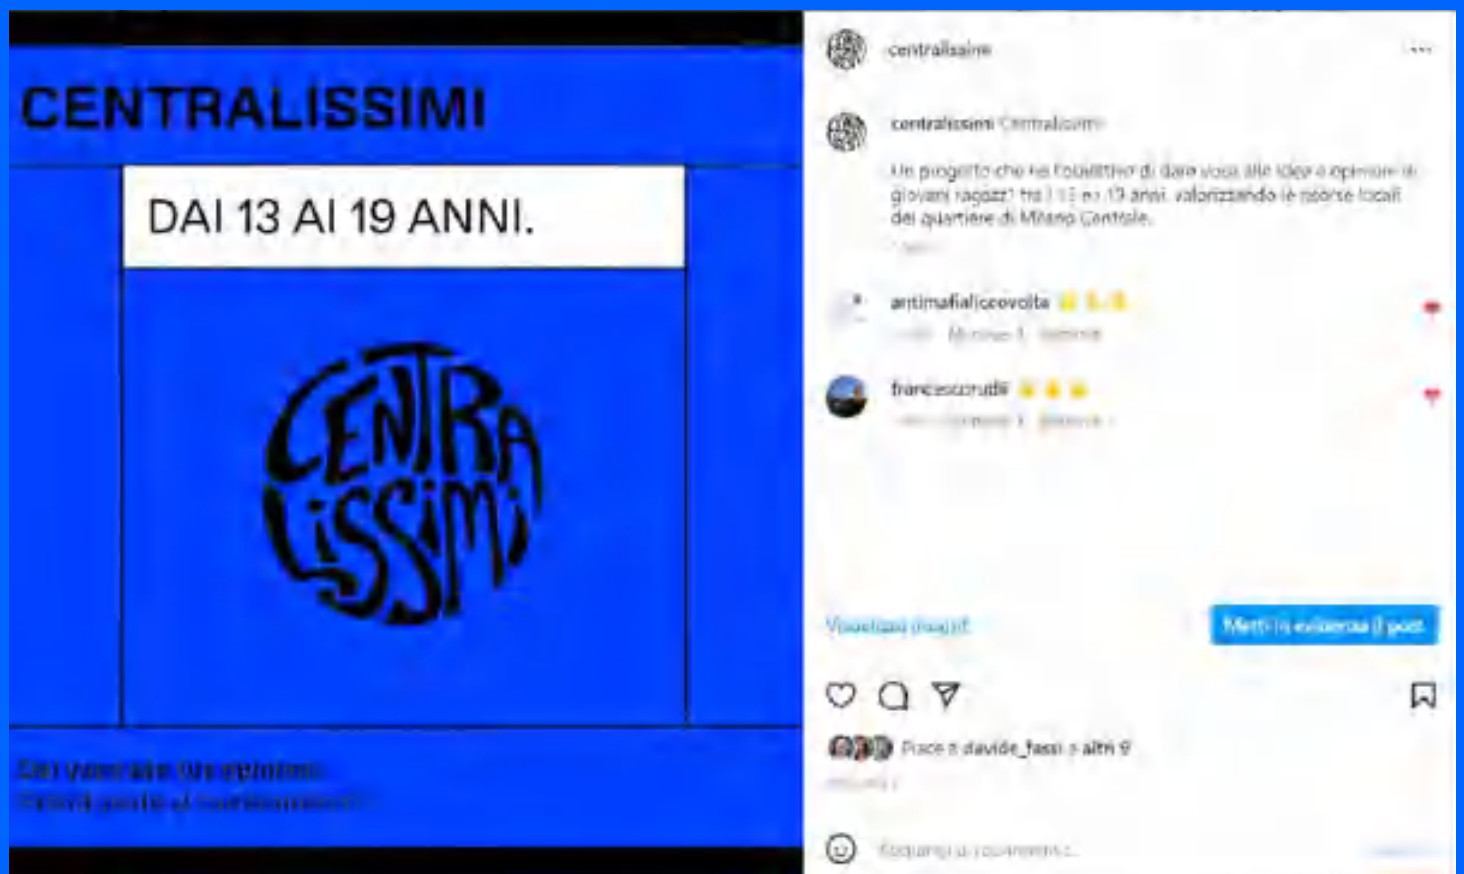 CENTRALISSIMI
DAI 13 AI 19 ANNI.
CENTRA
LiSSiMi
centralissimi
centralissimi Centralissimi
Un progetto che ha l'obiettivo di dare voce alle idee e opinioni di
giovani ragazzi tra i 13 e i 19 anni, valorizzando le risorse locali
del quartiere di Milano Centrale.
antimafialiceovolta
Visualizza insight
Metti in evidenza il post
Piace a davide_fassi e altri 9
Aggiungi un commento...